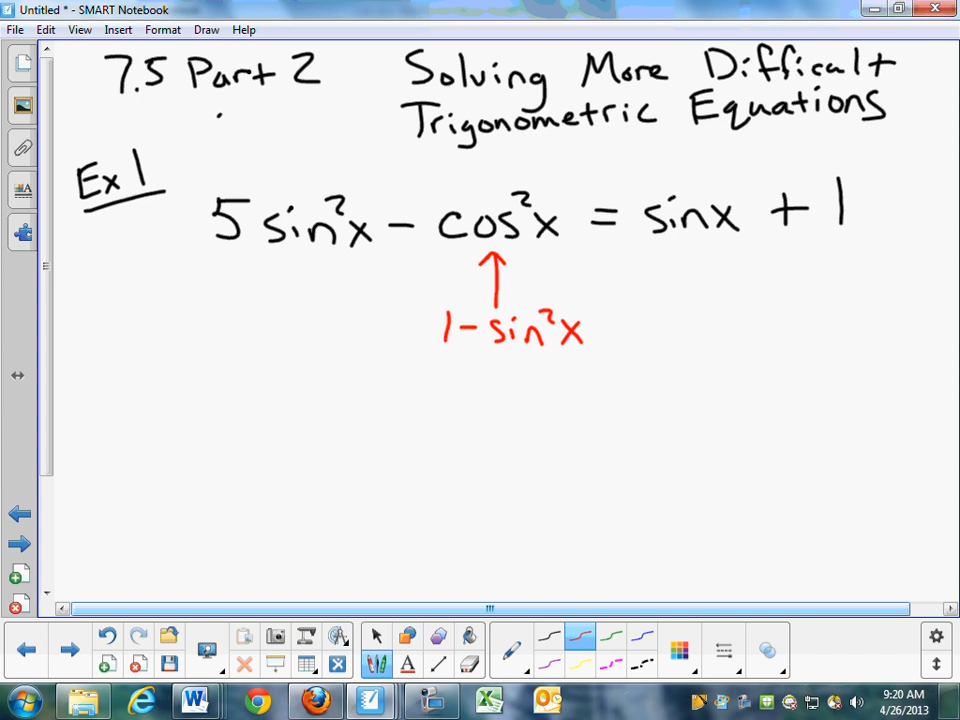 Untitled * - SMART Notebook
File Edit View Insert Format Draw Help
7.5 Part 2 Solving More Difficult
Trigonometric Equations
Ex 1
5 sin²x - cos²x = sinx + 1
1 - sin²x
9:20 AM
4/26/2013